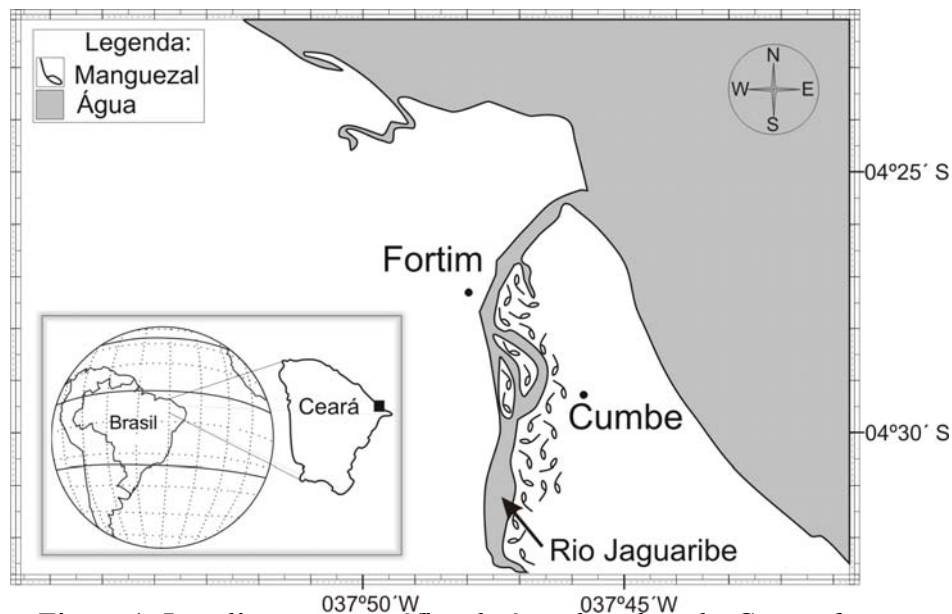 Legenda:
Manguezal
Água
N
W E
S
04º25´ S
Fortim
Ceará
Brasil
Cumbe
04º30´ S
Rio Jaguaribe
037º50´W 037º45´W